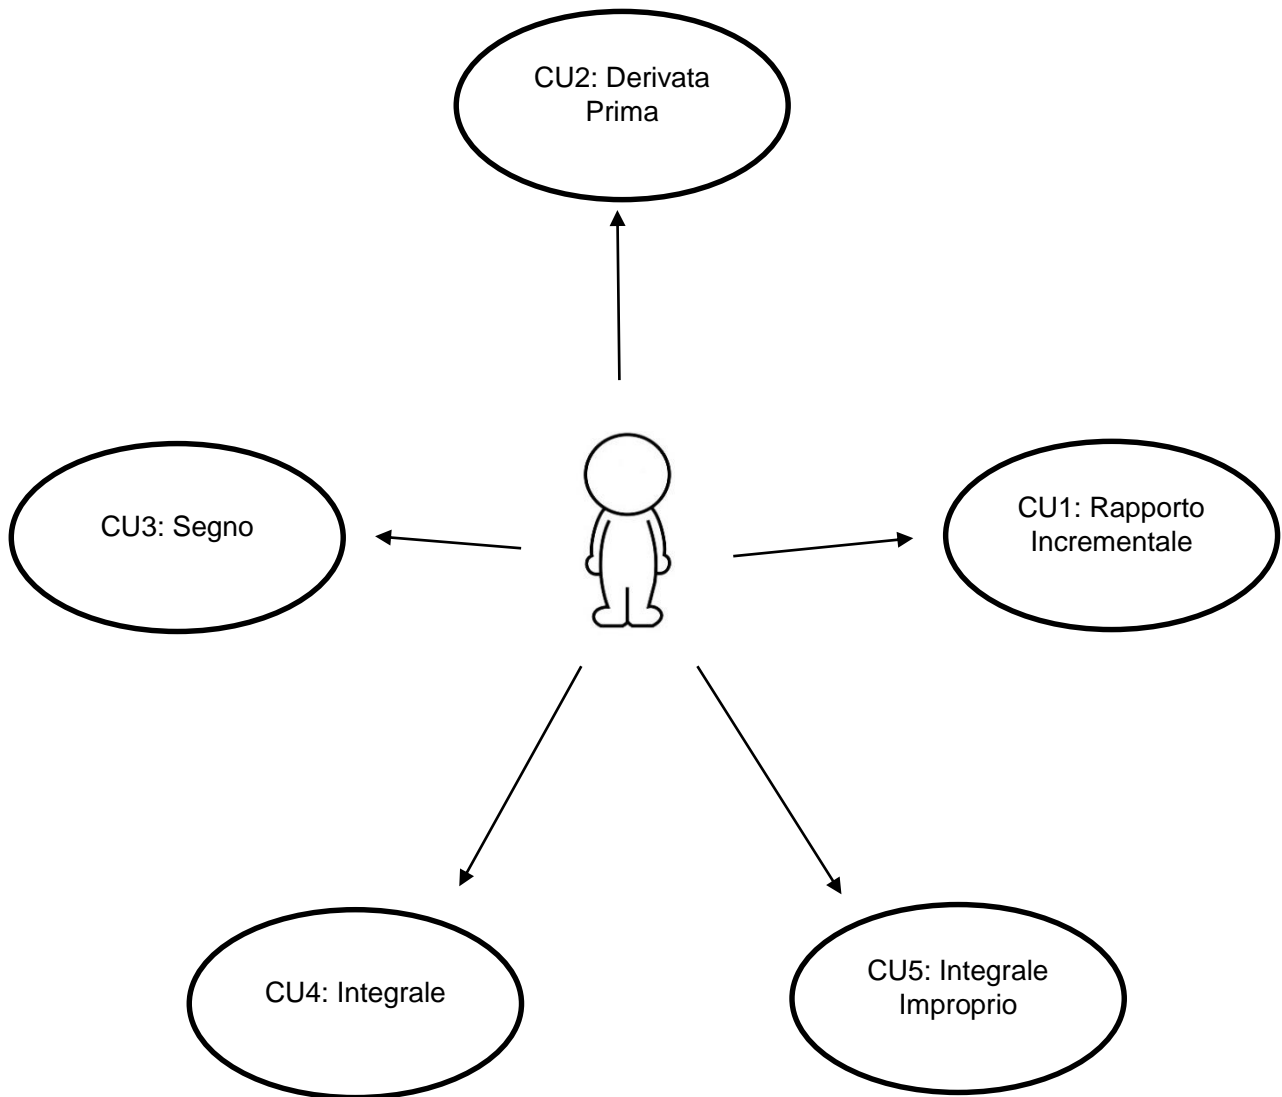 CU2: Derivata
Prima
CU3: Segno
CU1: Rapporto
Incrementale
CU4: Integrale
CU5: Integrale
Improprio